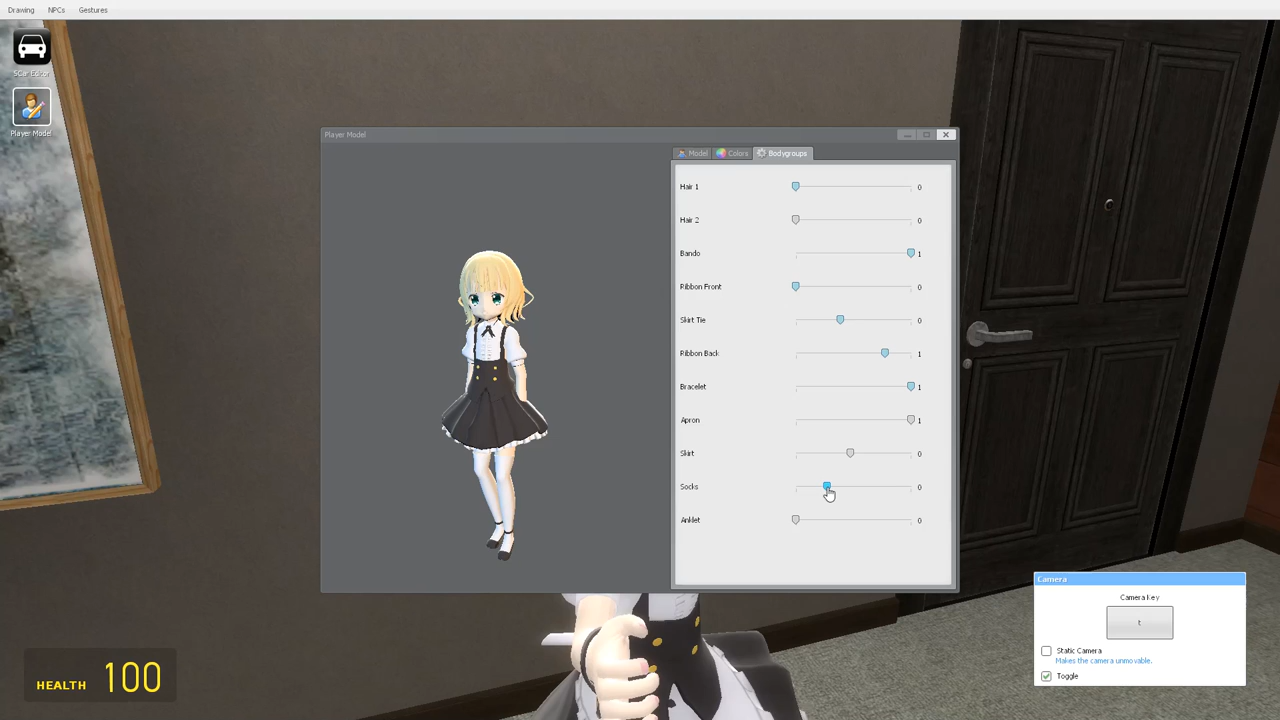 Drawing NPCs Gestures
SCar Editor
Player Model
Player Model
Model Colors Bodygroups
Hair 1 0
Hair 2 0
Bando 1
Ribbon Front 0
Skirt Tie 0
Ribbon Back 1
Bracelet 1
Apron 1
Skirt 0
Socks 0
Anklet 0
Camera
Camera Key
t
Static Camera
Makes the camera unmovable.
Toggle
HEALTH 100